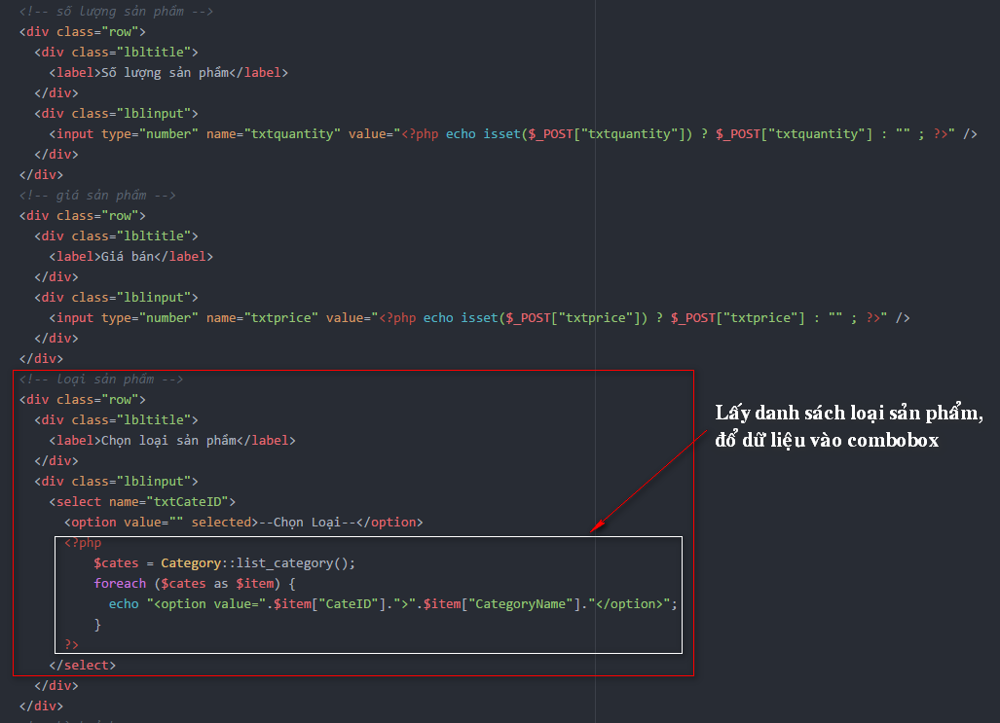 <!-- số lượng sản phẩm -->
<div class="row">
<div class="lbltitle">
<label>Số lượng sản phẩm</label>
</div>
<div class="lblinput">
<input type="number" name="txtquantity" value="<?php echo isset($_POST["txtquantity"]) ? $_POST["txtquantity"] : "" ; ?>" />
</div>
</div>
<!-- giá sản phẩm -->
<div class="row">
<div class="lbltitle">
<label>Giá bán</label>
</div>
<div class="lblinput">
<input type="number" name="txtprice" value="<?php echo isset($_POST["txtprice"]) ? $_POST["txtprice"] : "" ; ?>" />
</div>
</div>
<!-- loại sản phẩm -->
<div class="row">
<div class="lbltitle">
<label>Chọn loại sản phẩm</label>
</div>
<div class="lblinput">
<select name="txtCateID">
<option value="" selected>--Chọn Loại--</option>
<?php
$cates = Category::list_category();
foreach ($cates as $item) {
echo "<option value=".$item["CateID"].">".$item["CategoryName"]."</option>";
}
?>
</select>
</div>
</div>
Lấy danh sách loại sản phẩm,
đổ dữ liệu vào combobox